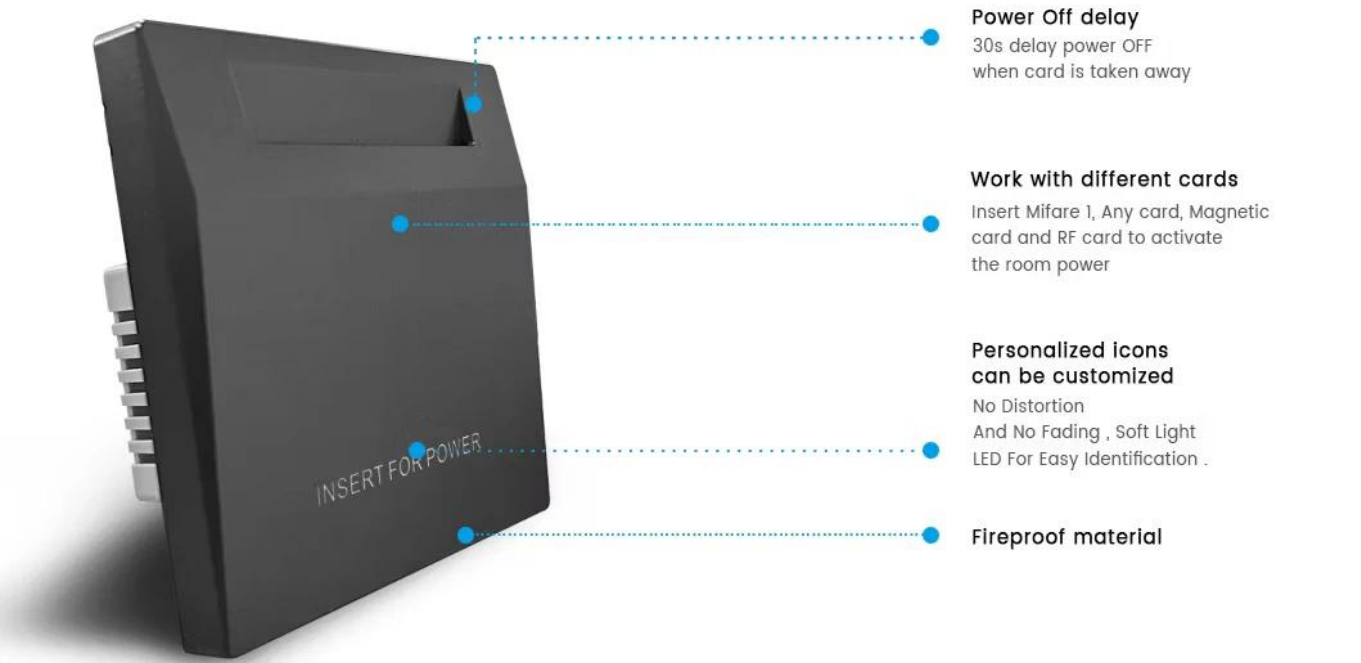 Power Off delay
30s delay power OFF
when card is taken away
Work with different cards
Insert Mifare 1, Any card, Magnetic
card and RF card to activate
the room power
Personalized icons
can be customized
No Distortion
And No Fading , Soft Light
LED For Easy Identification .
INSERT FOR POWER
Fireproof material